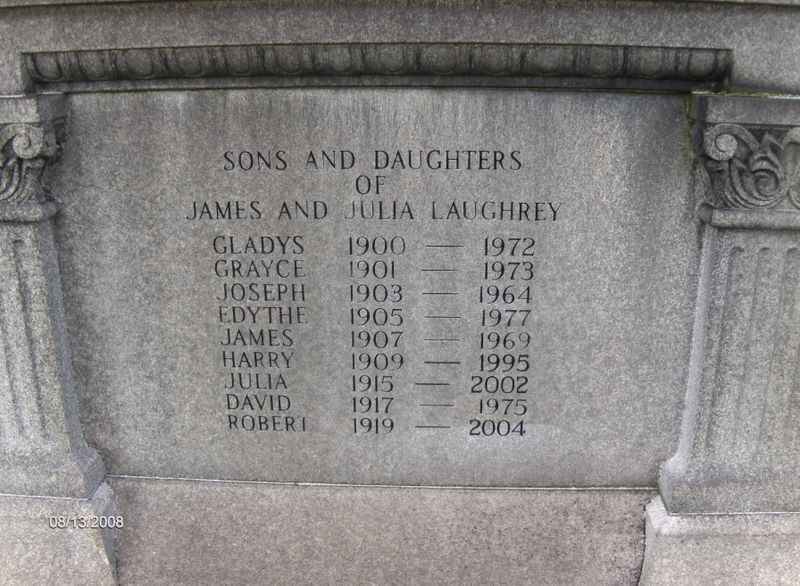 SONS AND DAUGHTERS
OF
JAMES AND JULIA LAUGHREY
GLADYS 1900 — 1972
GRAYCE 1901 — 1973
JOSEPH 1903 — 1964
EDYTHE 1905 — 1977
JAMES 1907 — 1969
HARRY 1909 — 1995
JULIA 1915 — 2002
DAVID 1917 — 1975
ROBERT 1919 — 2004
08/13/2008